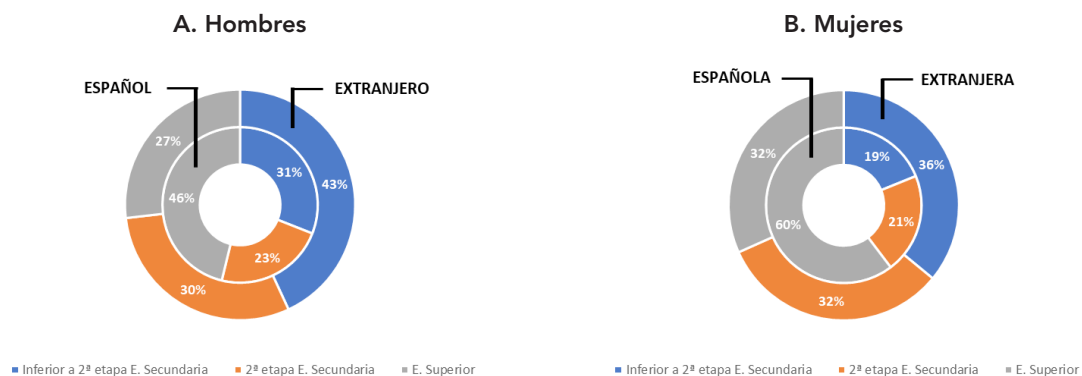 A. Hombres
ESPAÑOL
EXTRANJERO
27%
31%
43%
46%
23%
30%
Inferior a 2ª etapa E. Secundaria 2ª etapa E. Secundaria E. Superior
B. Mujeres
ESPAÑOLA
EXTRANJERA
32%
19%
36%
60%
21%
32%
Inferior a 2ª etapa E. Secundaria 2ª etapa E. Secundaria E. Superior